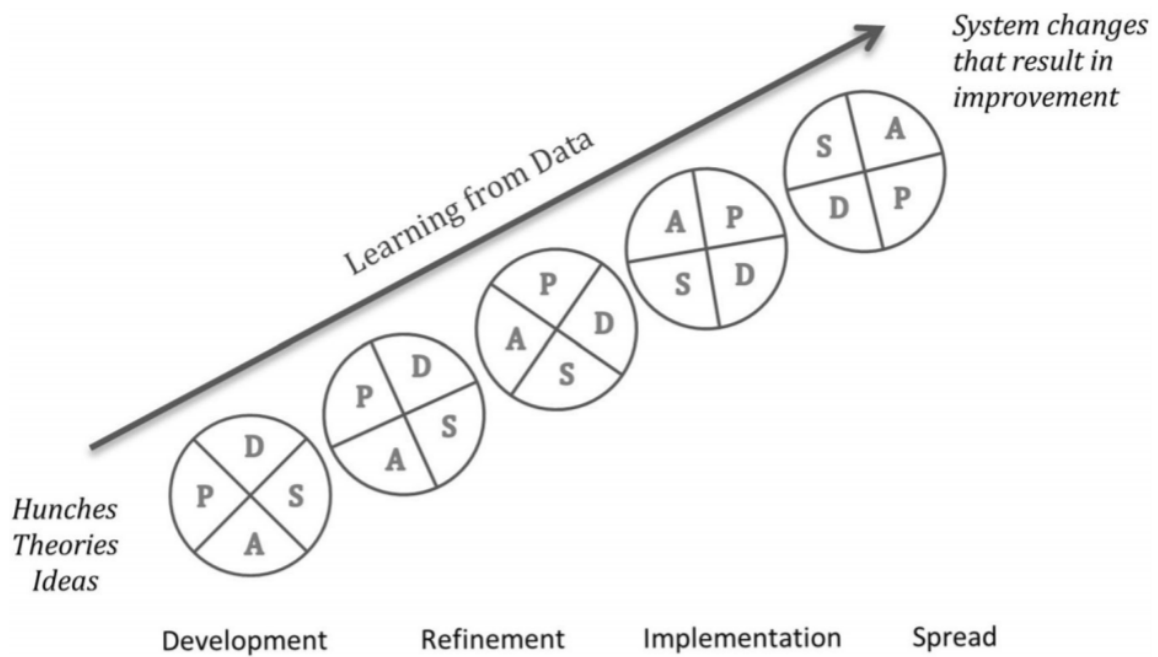 System changes
that result in
improvement
Learning from Data
S A
D P
A P
S D
P
A D
S
D
P S
A
D
P S
A
Hunches
Theories
Ideas
Development Refinement Implementation Spread